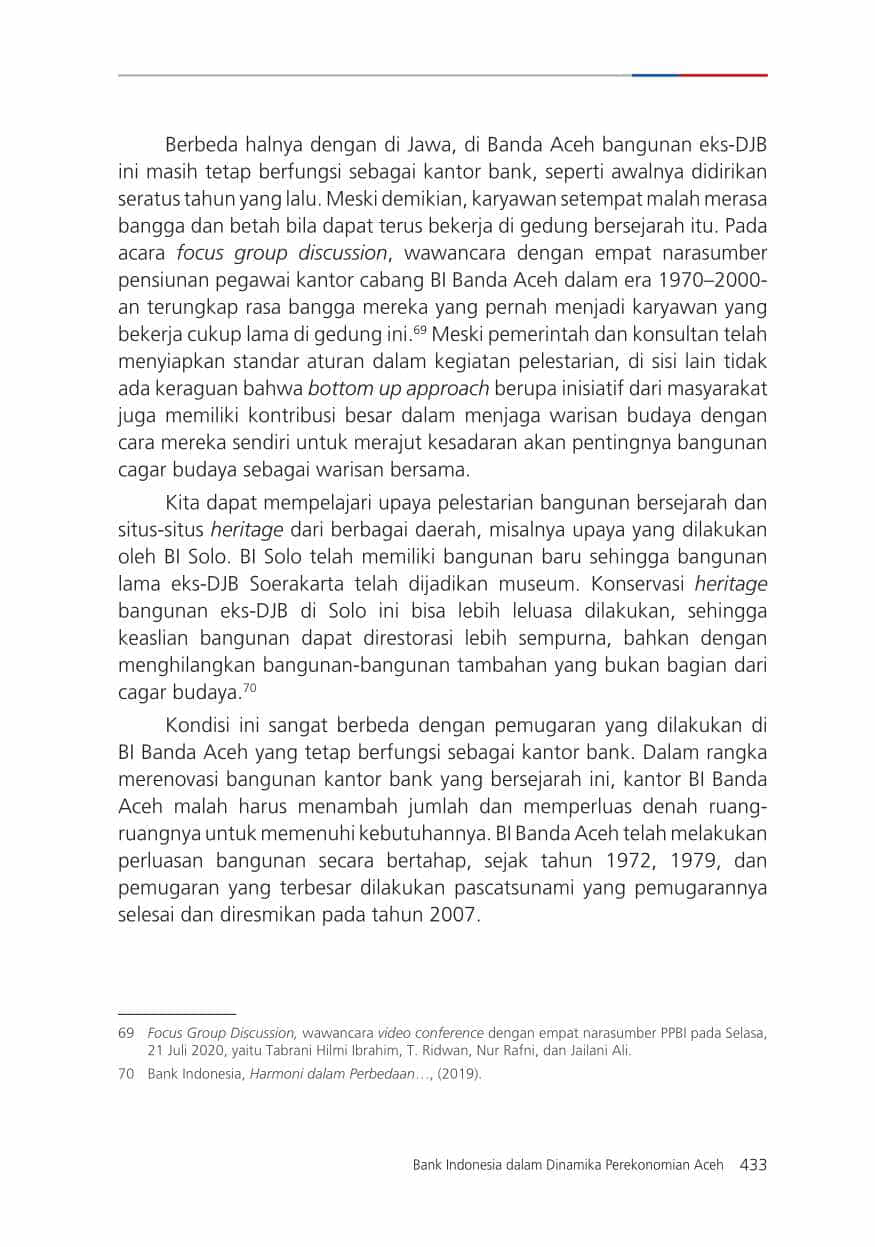 Berbeda halnya dengan di Jawa, di Banda Aceh bangunan eks-DJB
ini masih tetap berfungsi sebagai kantor bank, seperti awalnya didirikan
seratus tahun yang lalu. Meski demikian, karyawan setempat malah merasa
bangga dan betah bila dapat terus bekerja di gedung bersejarah itu. Pada
acara focus group discussion, wawancara dengan empat narasumber
pensiunan pegawai kantor cabang BI Banda Aceh dalam era 1970–2000-
an terungkap rasa bangga mereka yang pernah menjadi karyawan yang
bekerja cukup lama di gedung ini.69 Meski pemerintah dan konsultan telah
menyiapkan standar aturan dalam kegiatan pelestarian, di sisi lain tidak
ada keraguan bahwa bottom up approach berupa inisiatif dari masyarakat
juga memiliki kontribusi besar dalam menjaga warisan budaya dengan
cara mereka sendiri untuk merajut kesadaran akan pentingnya bangunan
cagar budaya sebagai warisan bersama.
Kita dapat mempelajari upaya pelestarian bangunan bersejarah dan
situs-situs heritage dari berbagai daerah, misalnya upaya yang dilakukan
oleh BI Solo. BI Solo telah memiliki bangunan baru sehingga bangunan
lama eks-DJB Soerakarta telah dijadikan museum. Konservasi heritage
bangunan eks-DJB di Solo ini bisa lebih leluasa dilakukan, sehingga
keaslian bangunan dapat direstorasi lebih sempurna, bahkan dengan
menghilangkan bangunan-bangunan tambahan yang bukan bagian dari
cagar budaya.70
Kondisi ini sangat berbeda dengan pemugaran yang dilakukan di
BI Banda Aceh yang tetap berfungsi sebagai kantor bank. Dalam rangka
merenovasi bangunan kantor bank yang bersejarah ini, kantor BI Banda
Aceh malah harus menambah jumlah dan memperluas denah ruang-
ruangnya untuk memenuhi kebutuhannya. BI Banda Aceh telah melakukan
perluasan bangunan secara bertahap, sejak tahun 1972, 1979, dan
pemugaran yang terbesar dilakukan pascatsunami yang pemugarannya
selesai dan diresmikan pada tahun 2007.
69 Focus Group Discussion, wawancara video conference dengan empat narasumber PPBI pada Selasa,
21 Juli 2020, yaitu Tabrani Hilmi Ibrahim, T. Ridwan, Nur Rafni, dan Jailani Ali.
70 Bank Indonesia, Harmoni dalam Perbedaan…, (2019).
Bank Indonesia dalam Dinamika Perekonomian Aceh 433